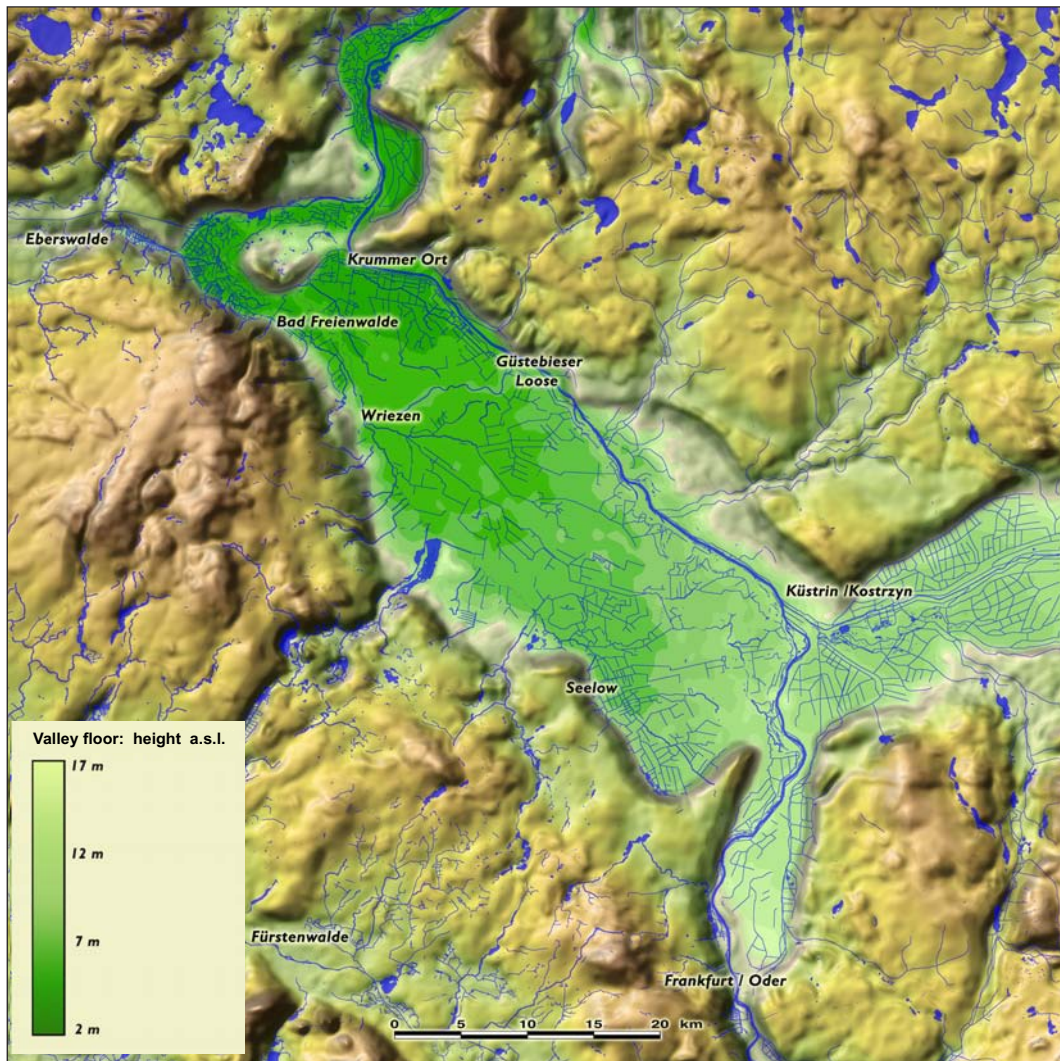 Eberswalde
Krummer Ort
Bad Freienwalde
Güstebieser
Loose
Wriezen
Küstrin /Kostrzyn
Seelow
Valley floor: height a.s.l.
17 m
12 m
7 m
2 m
Fürstenwalde
Frankfurt / Oder
0 5 10 15 20 km